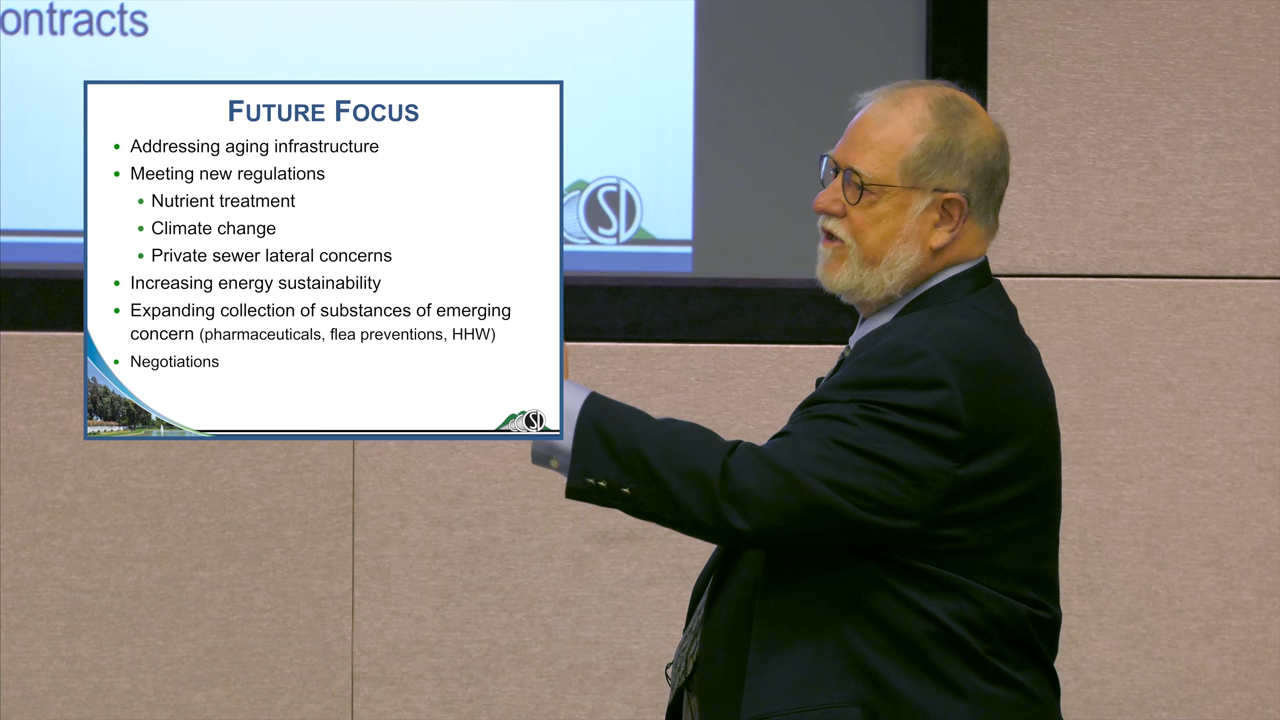 ontracts
FUTURE FOCUS
• Addressing aging infrastructure
• Meeting new regulations
• Nutrient treatment
• Climate change
• Private sewer lateral concerns
• Increasing energy sustainability
• Expanding collection of substances of emerging
concern (pharmaceuticals, flea preventions, HHW)
• Negotiations
CSD
CSD